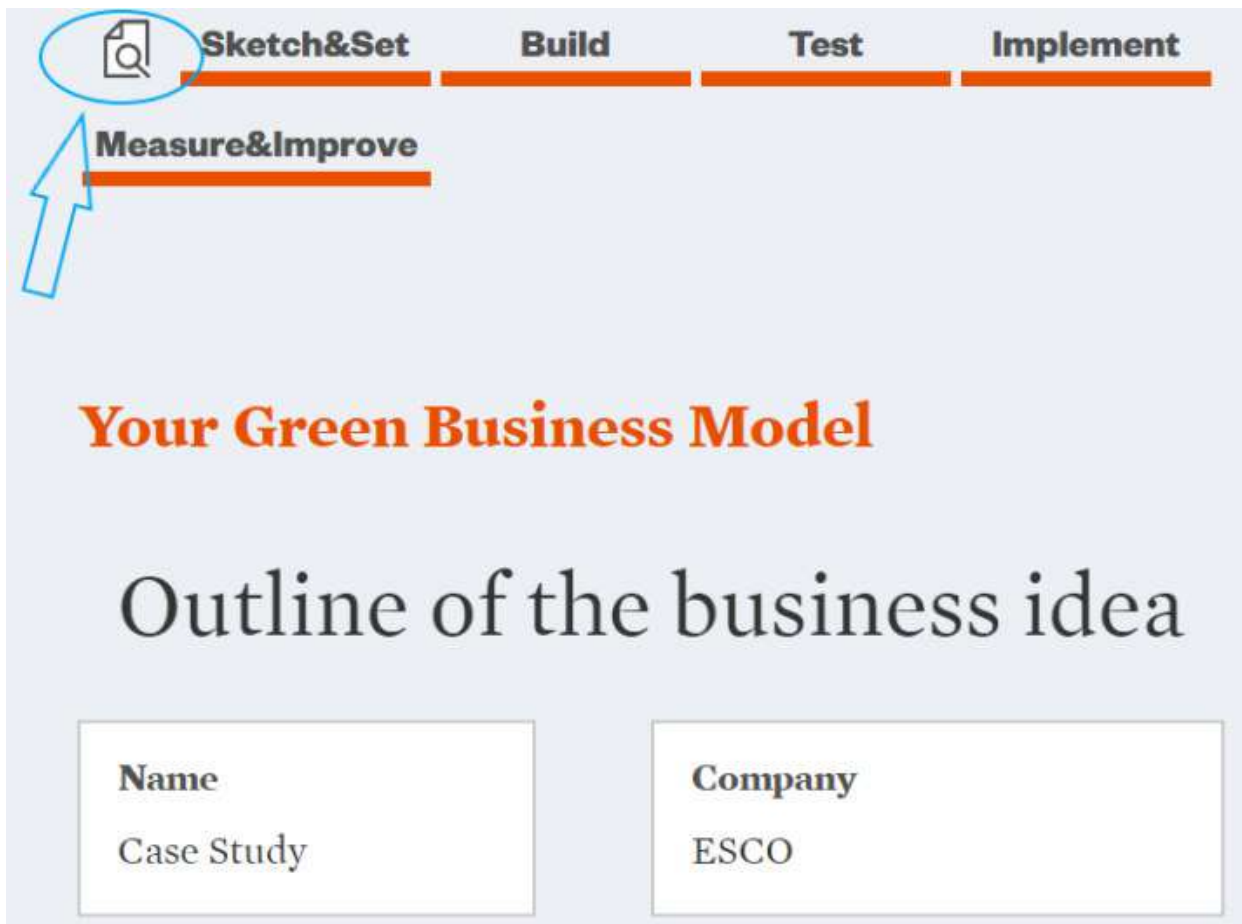 Sketch&Set Build Test Implement
Measure&Improve
Your Green Business Model
Outline of the business idea
Name
Case Study
Company
ESCO